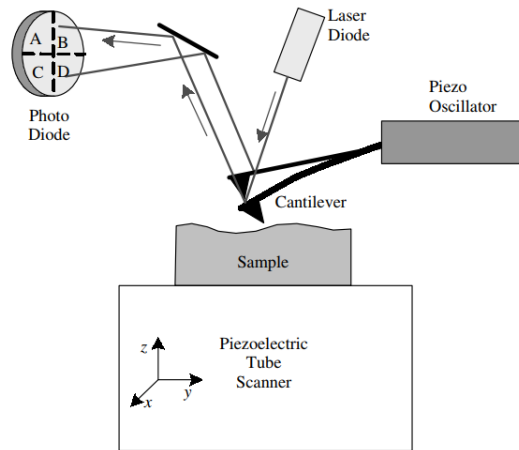 Laser
Diode
A B
C D
Photo
Diode
Piezo
Oscillator
Cantilever
Sample
Piezoelectric
Tube
Scanner
z
y
x